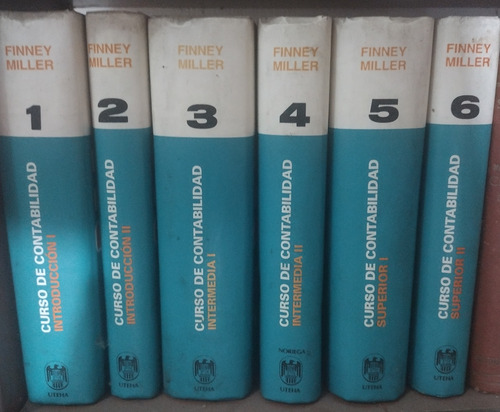 FINNEY
MILLER
1
CURSO DE CONTABILIDAD
INTRODUCCION I
UTEHA
FINNEY
MILLER
2
CURSO DE CONTABILIDAD
INTRODUCCION II
UTEHA
FINNEY
MILLER
3
CURSO DE CONTABILIDAD
INTERMEDIA I
UTEHA
FINNEY
MILLER
4
CURSO DE CONTABILIDAD
INTERMEDIA II
NORIEGA
UTEHA
FINNEY
MILLER
5
CURSO DE CONTABILIDAD
SUPERIOR I
UTEHA
FINNEY
MILLER
6
CURSO DE CONTABILIDAD
SUPERIOR II
UTEHA